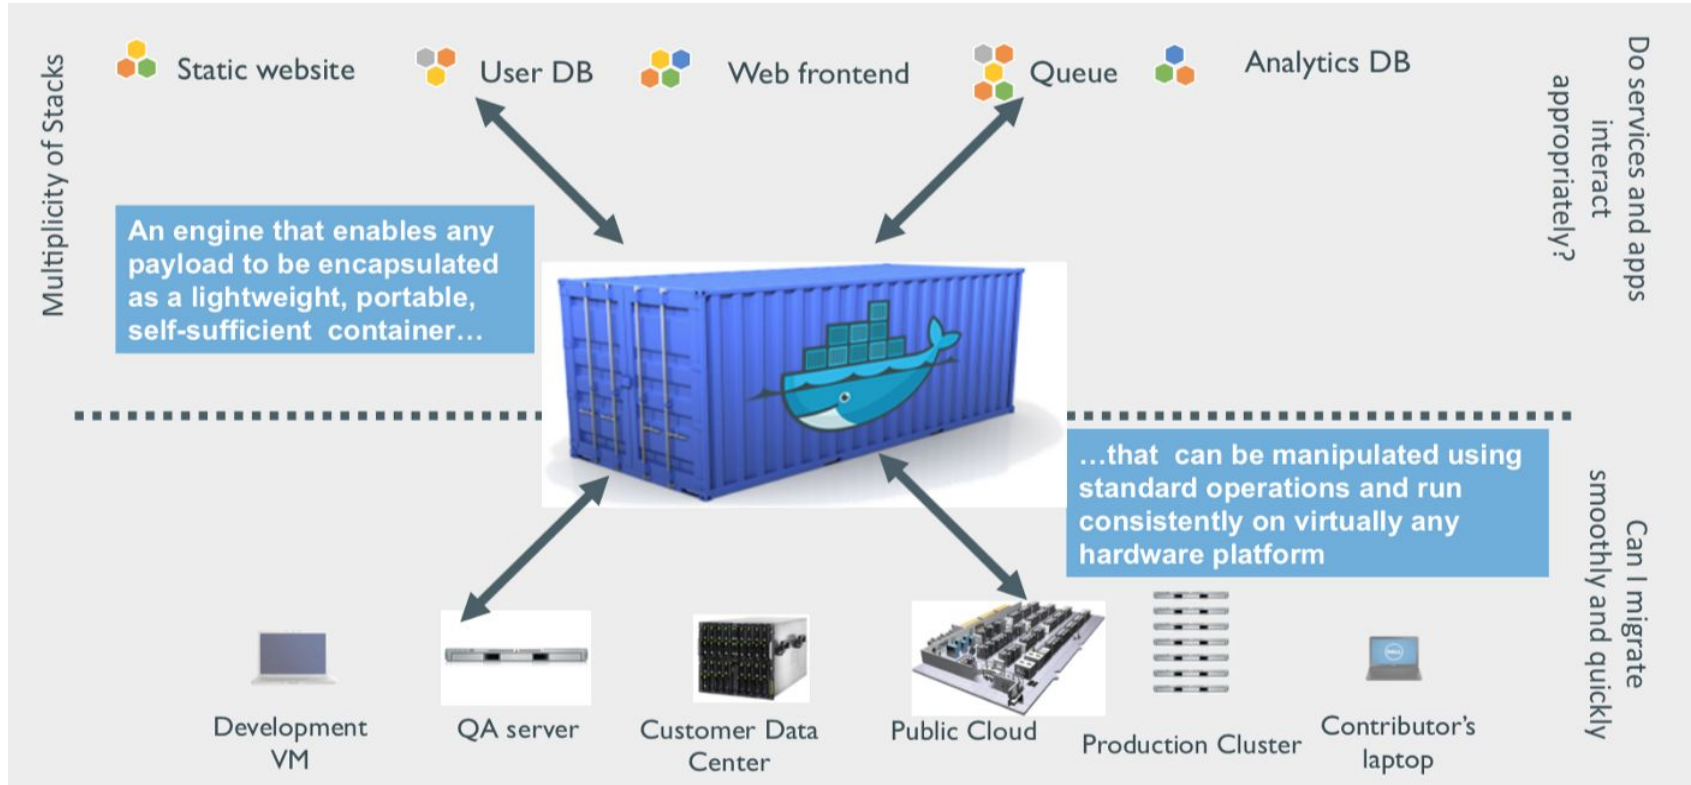 Static website
User DB
Web frontend
Queue
Analytics DB
Multiplicity of Stacks
Do services and apps
interact
appropriately?
An engine that enables any
payload to be encapsulated
as a lightweight, portable,
self-sufficient container...
...that can be manipulated using
standard operations and run
consistently on virtually any
hardware platform
Can I migrate
smoothly and quickly
DELL
Development
VM
QA server
Customer Data
Center
Public Cloud
Production Cluster
Contributor's
laptop